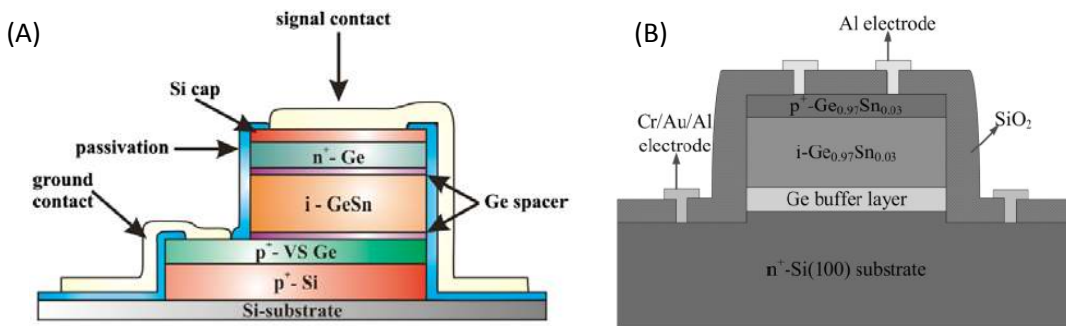 (A)
signal contact
Si cap
passivation
ground
contact
n⁺- Ge
i - GeSn
Ge spacer
p⁺- VS Ge
p⁺- Si
Si-substrate
(B)
Al electrode
Cr/Au/Al
electrode
p⁺-Ge₀.₉₇Sn₀.₀₃
SiO₂
i-Ge₀.₉₇Sn₀.₀₃
Ge buffer layer
n⁺-Si(100) substrate